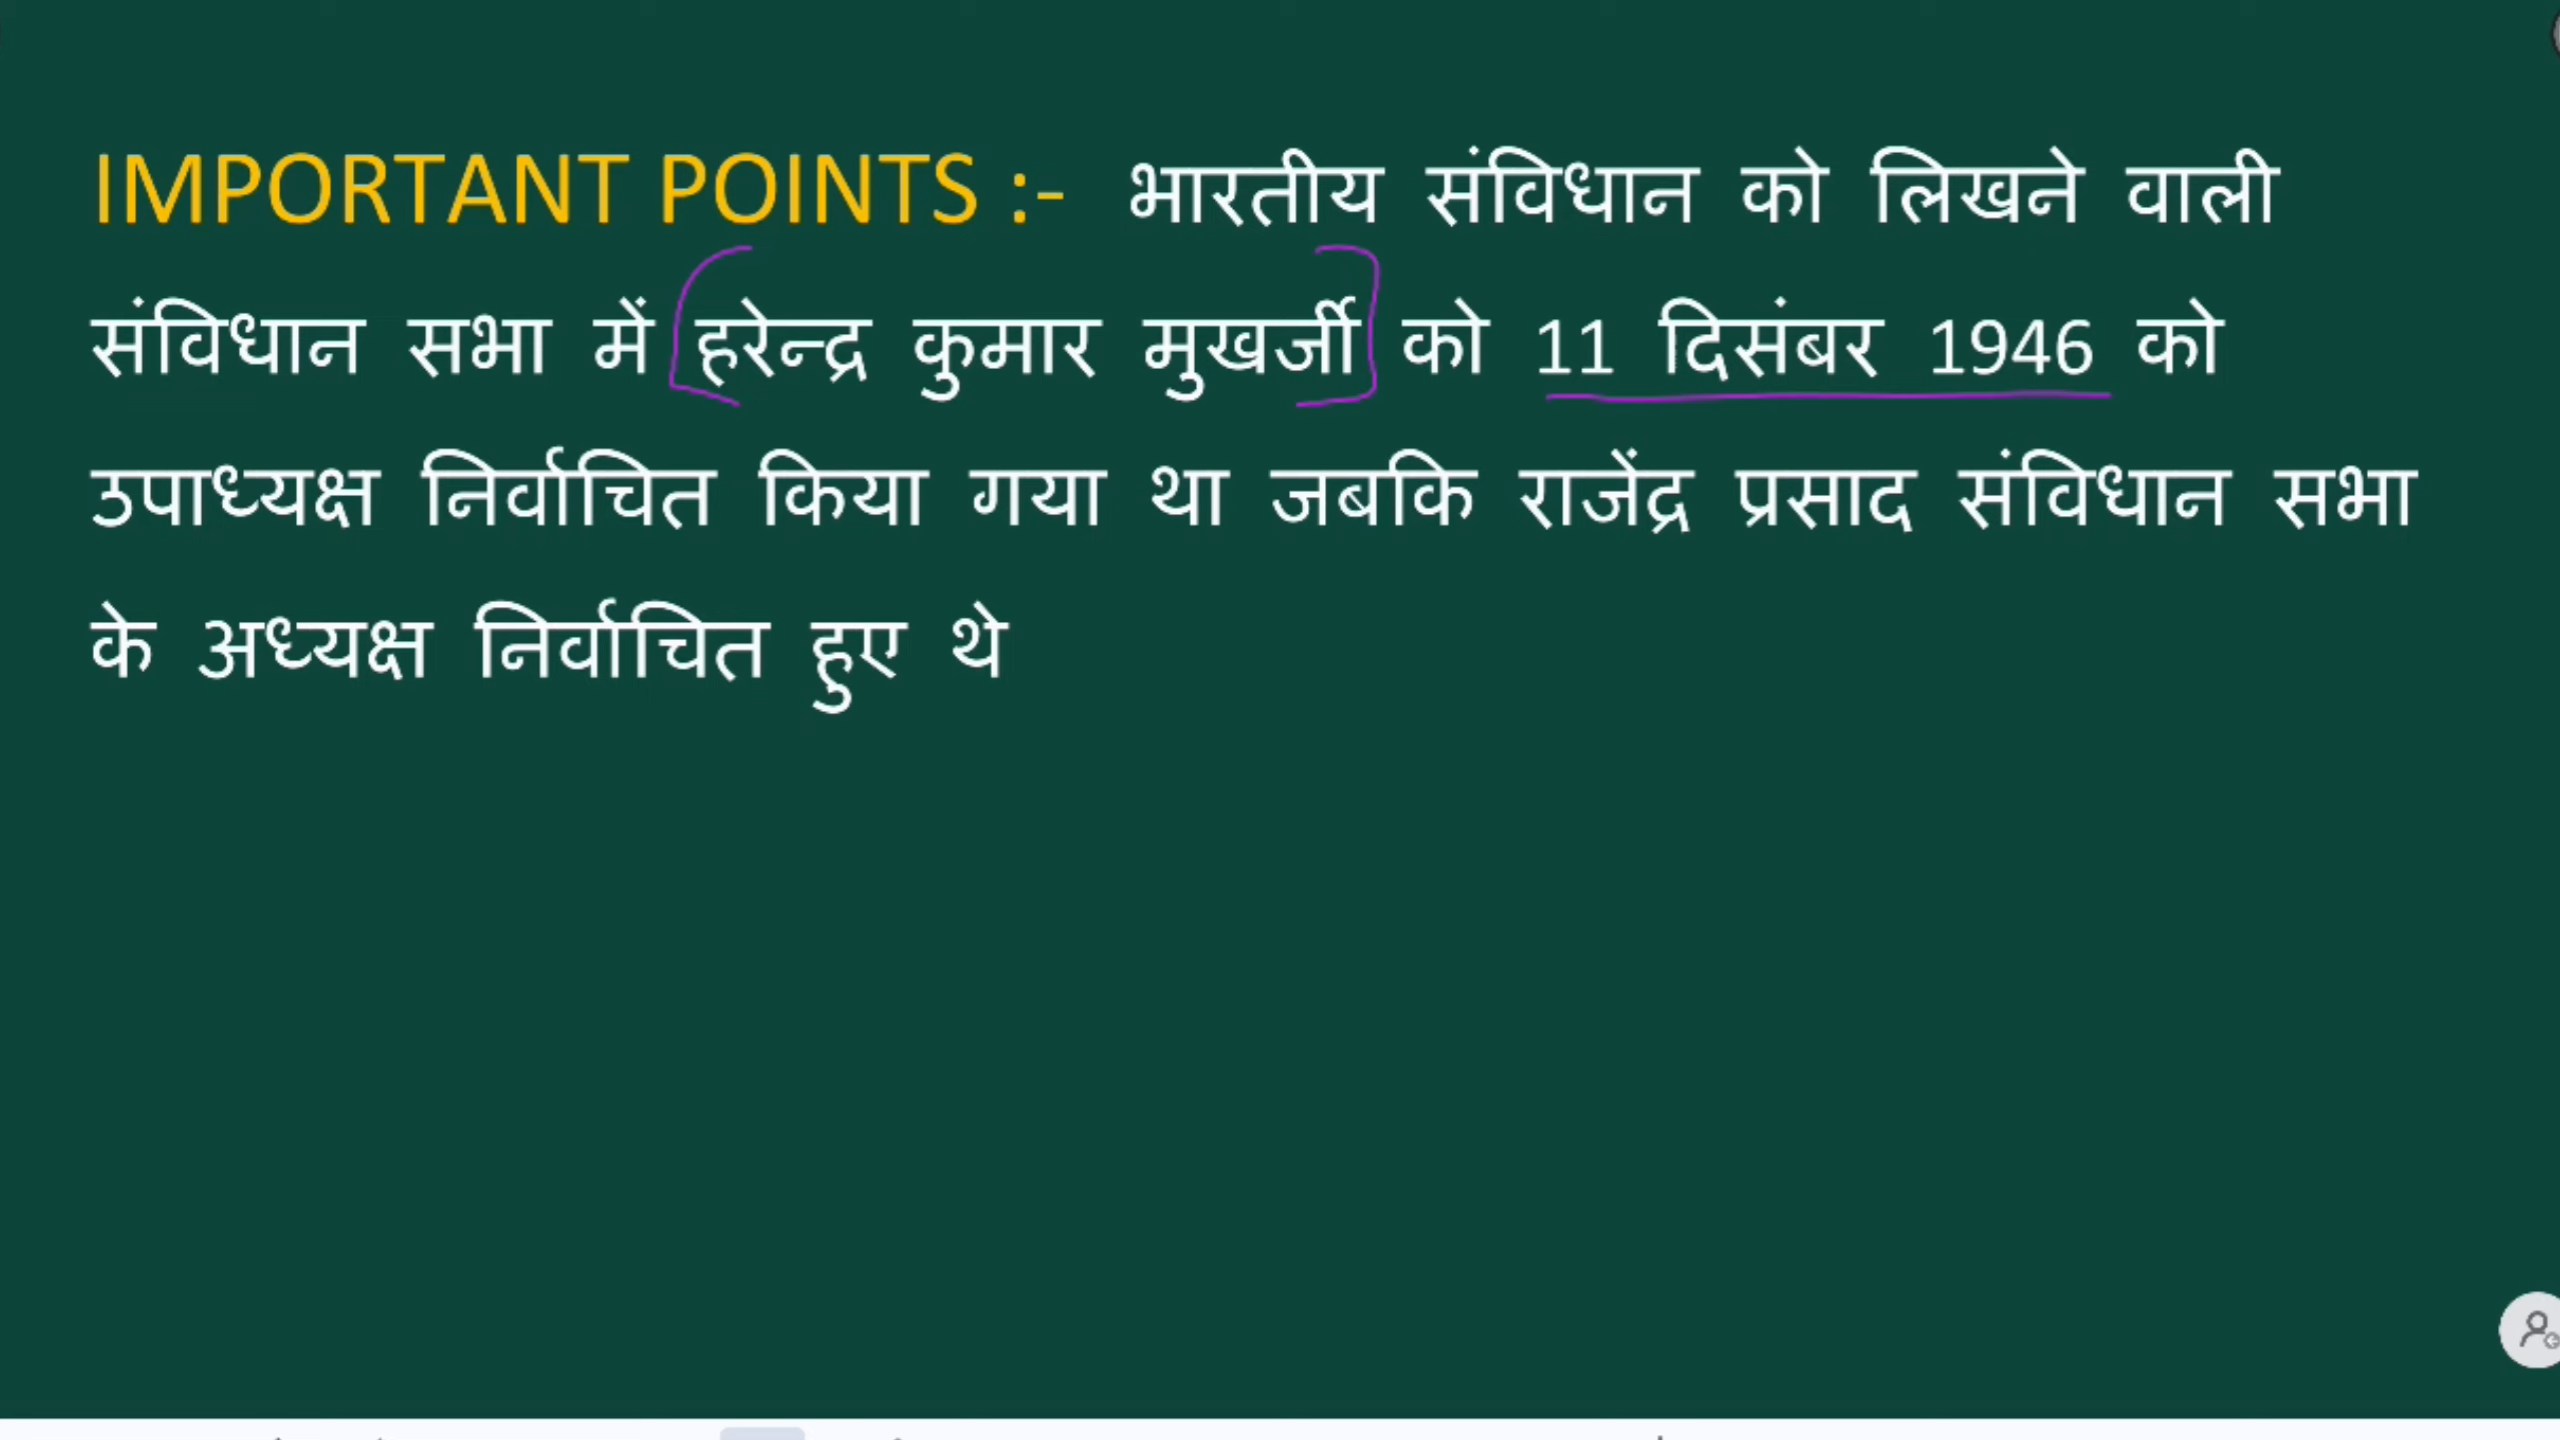 IMPORTANT POINTS :- भारतीय संविधान को लिखने वाली
संविधान सभा में हरेन्द्र कुमार मुखर्जी को 11 दिसंबर 1946 को
उपाध्यक्ष निर्वाचित किया गया था जबकि राजेंद्र प्रसाद संविधान सभा
के अध्यक्ष निर्वाचित हुए थे